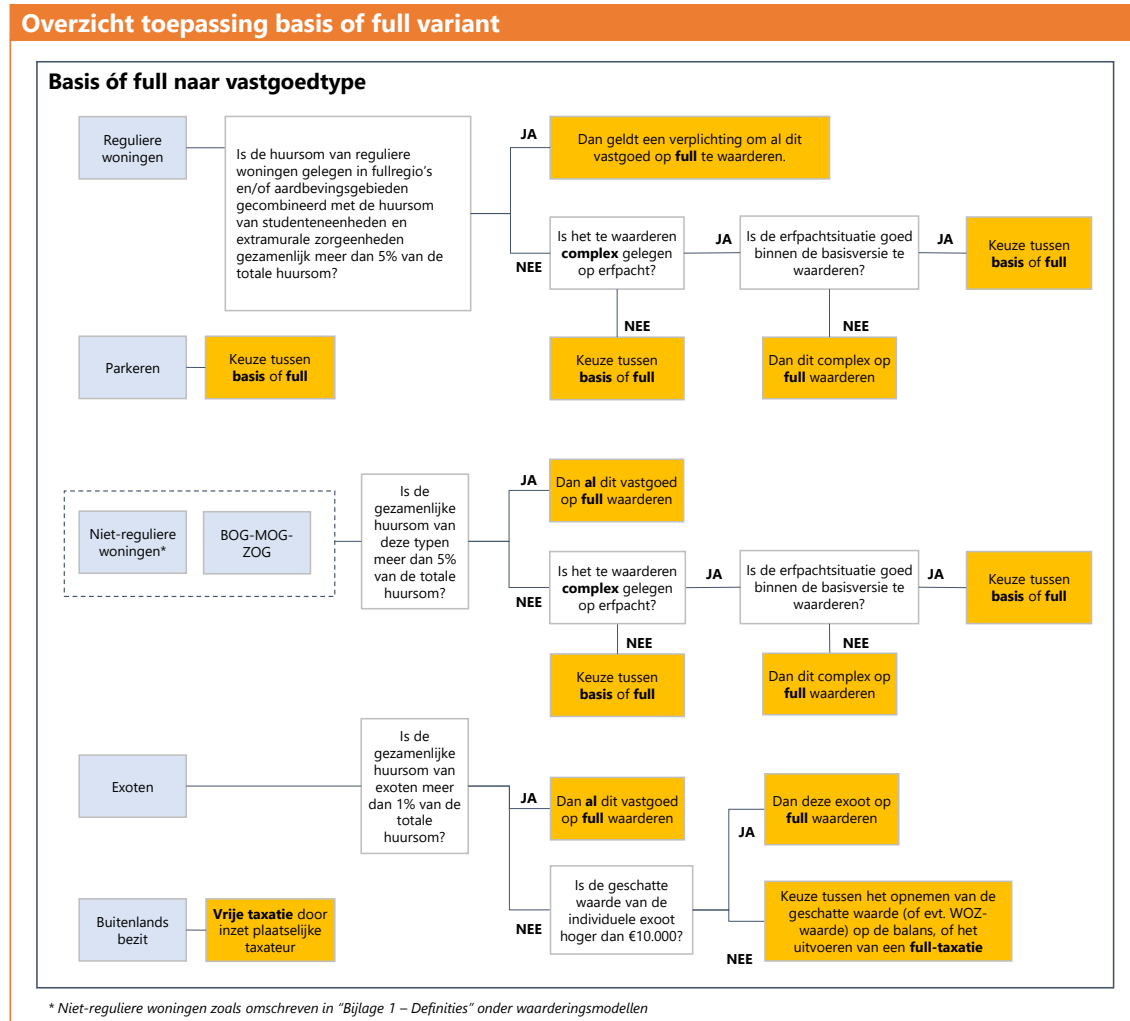 Overzicht toepassing basis of full variant
Basis óf full naar vastgoedtype
Reguliere
woningen
Is de huursom van reguliere
woningen gelegen in fullregio's
en/of aardbevingsgebieden
gecombineerd met de huursom
van studenteneenheden en
extramurale zorgeenheden
gezamenlijk meer dan 5% van de
totale huursom?
JA
Dan geldt een verplichting om al dit
vastgoed op full te waarderen.
NEE
Is het te waarderen
complex gelegen
op erfpacht?
JA
Is de erfpachtsituatie goed
binnen de basisversie te
waarderen?
JA
Keuze tussen
basis of full
NEE
Keuze tussen
basis of full
NEE
Dan dit complex op
full waarderen
Parkeren
Keuze tussen
basis of full
Niet-reguliere
woningen*
BOG-MOG-
ZOG
Is de
gezamenlijke
huursom van
deze typen
meer dan 5%
van de totale
huursom?
JA
Dan al dit vastgoed
op full waarderen
NEE
Is het te waarderen
complex gelegen
op erfpacht?
JA
Is de erfpachtsituatie goed
binnen de basisversie te
waarderen?
JA
Keuze tussen
basis of full
NEE
Keuze tussen
basis of full
NEE
Dan dit complex op
full waarderen
Exoten
Is de
gezamenlijke
huursom van
exoten meer
dan 1% van de
totale
huursom?
JA
Dan al dit vastgoed
op full waarderen
NEE
Is de geschatte
waarde van de
individuele exoot
hoger dan €10.000?
JA
Dan deze exoot op
full waarderen
NEE
Keuze tussen het opnemen van de
geschatte waarde (of evt. WOZ-
waarde) op de balans, of het
uitvoeren van een full-taxatie
Buitenlands
bezit
Vrije taxatie door
inzet plaatselijke
taxateur
* Niet-reguliere woningen zoals omschreven in "Bijlage 1 – Definities" onder waarderingsmodellen